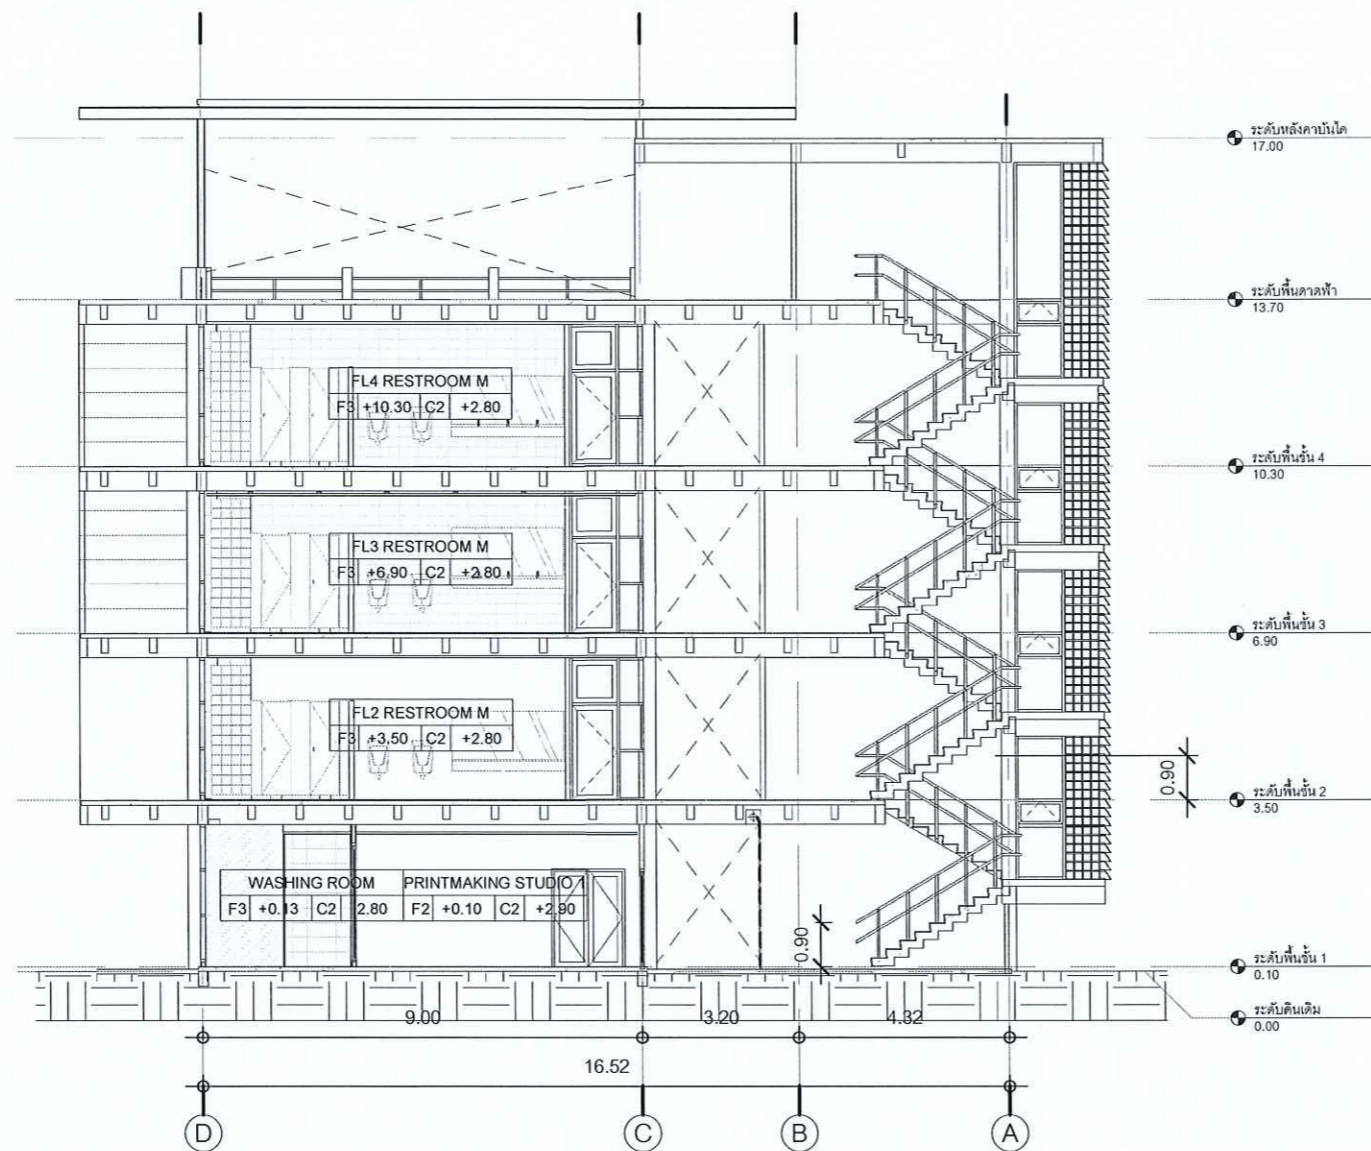 ระดับหลังคาบันได
17.00
ระดับพื้นดาดฟ้า
13.70
FL4 RESTROOM M
F3 +10.30 C2 +2.80
ระดับพื้นชั้น 4
10.30
FL3 RESTROOM M
F3 +6.90 C2 +2.80
ระดับพื้นชั้น 3
6.90
FL2 RESTROOM M
F3 +3.50 C2 +2.80
0.90
ระดับพื้นชั้น 2
3.50
WASHING ROOM PRINTMAKING STUDIO 1
F3 +0.13 C2 2.80 F2 +0.10 C2 +2.90
0.90
ระดับพื้นชั้น 1
0.10
ระดับดินเดิม
0.00
9.00 3.20 4.32
16.52
D C B A